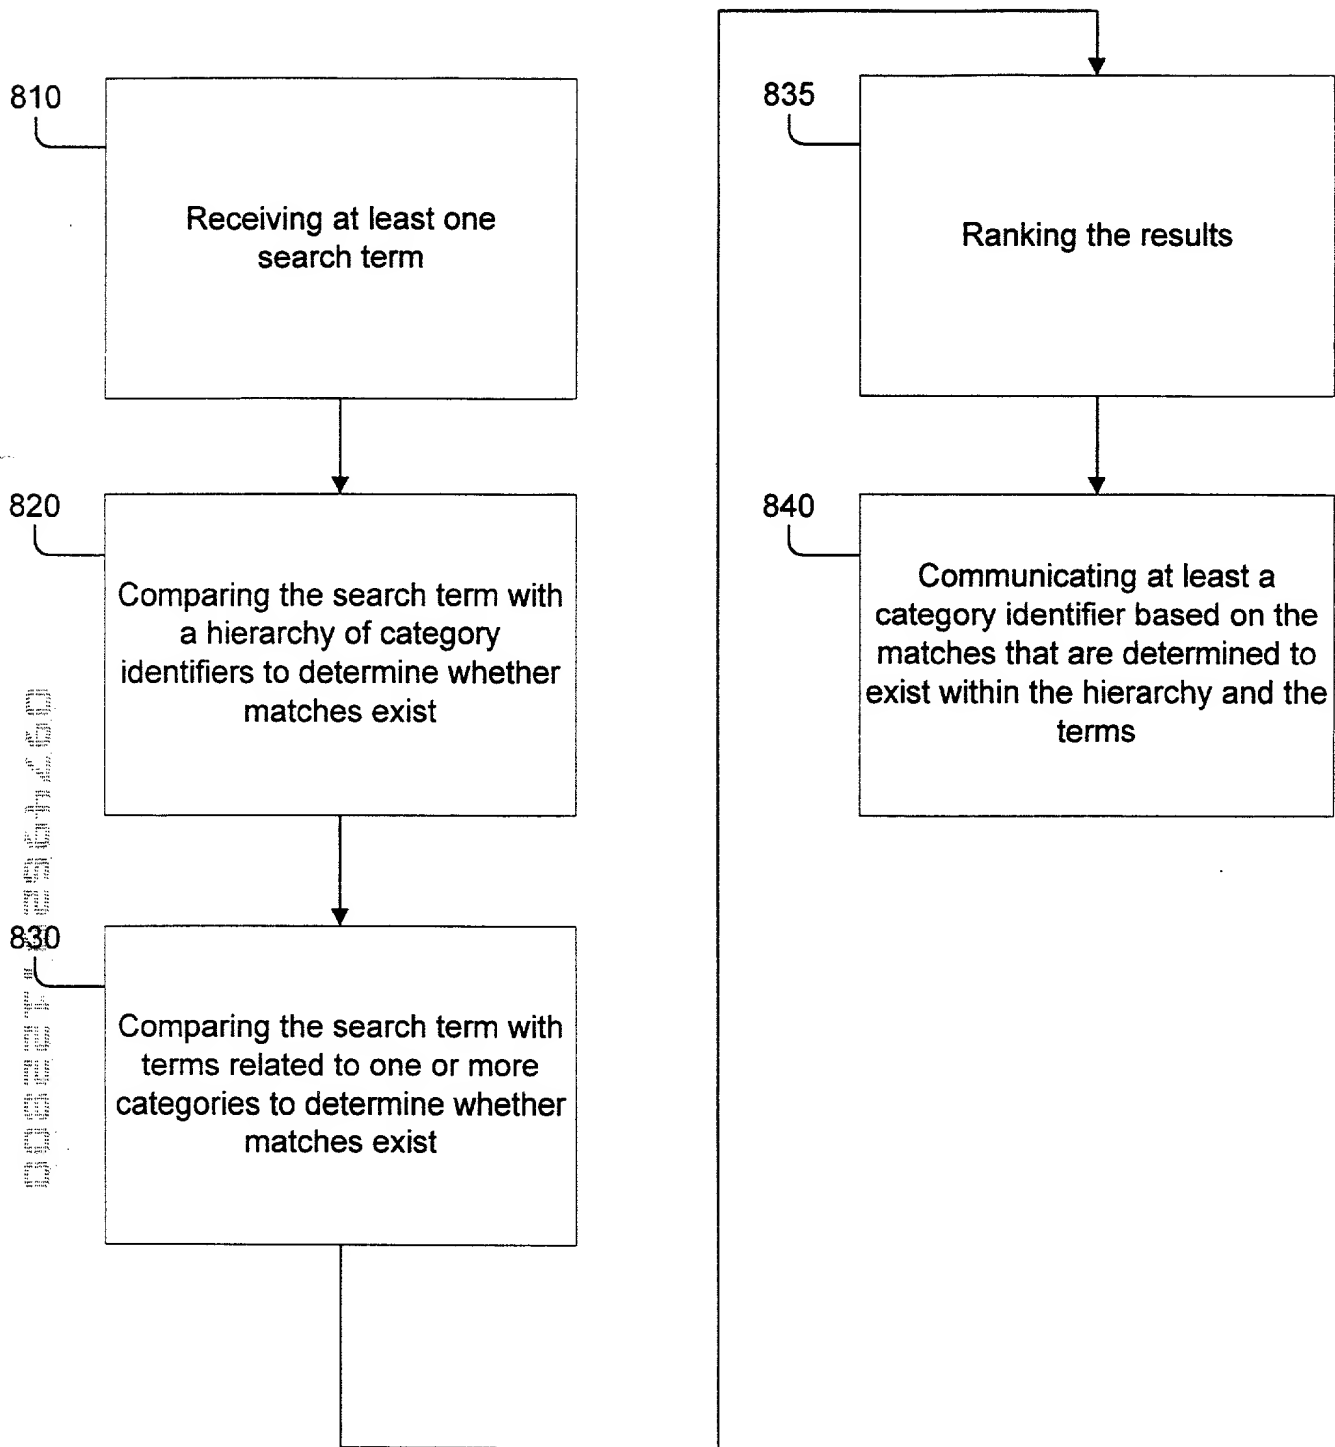 810
Receiving at least one
search term
820
Comparing the search term with
a hierarchy of category
identifiers to determine whether
matches exist
830
Comparing the search term with
terms related to one or more
categories to determine whether
matches exist
835
Ranking the results
840
Communicating at least a
category identifier based on the
matches that are determined to
exist within the hierarchy and the
terms